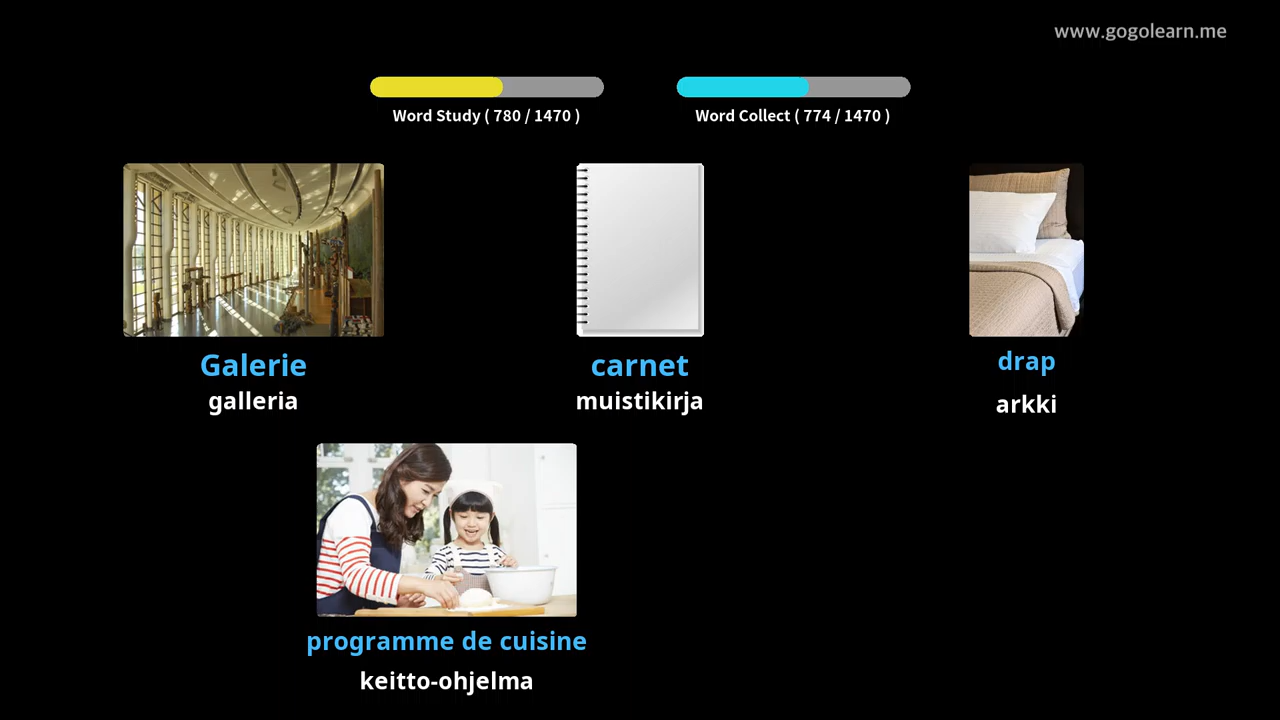 www.gogolearn.me
Word Study ( 780 / 1470 )
Word Collect ( 774 / 1470 )
Galerie
galleria
carnet
muistikirja
drap
arkki
programme de cuisine
keitto-ohjelma